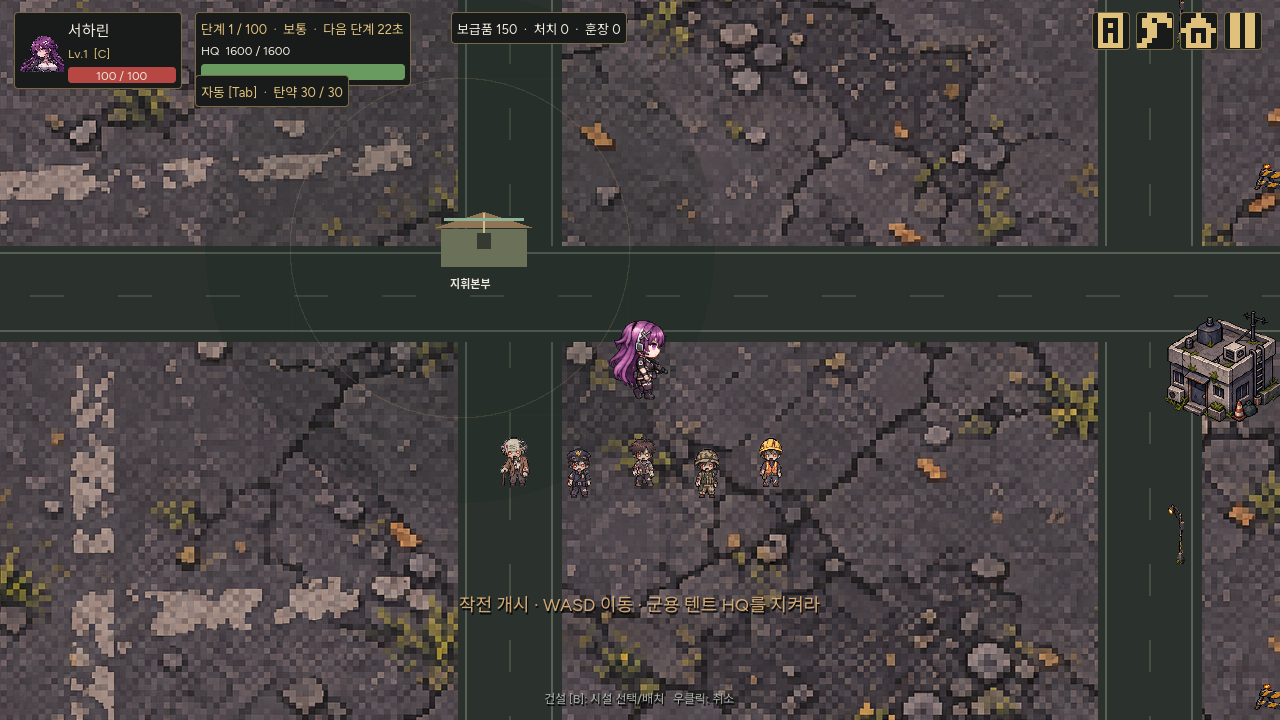 서하린
Lv.1 [C]
100 / 100
단계 1 / 100 · 보통 · 다음 단계 22초
HQ 1600 / 1600
자동 [Tab] · 탄약 30 / 30
보급품 150 · 처치 0 · 훈장 0
A
지휘본부
작전 개시 · WASD 이동 · 군용 텐트 HQ를 지켜라
건설 [B]: 시설 선택/배치 우클릭: 취소